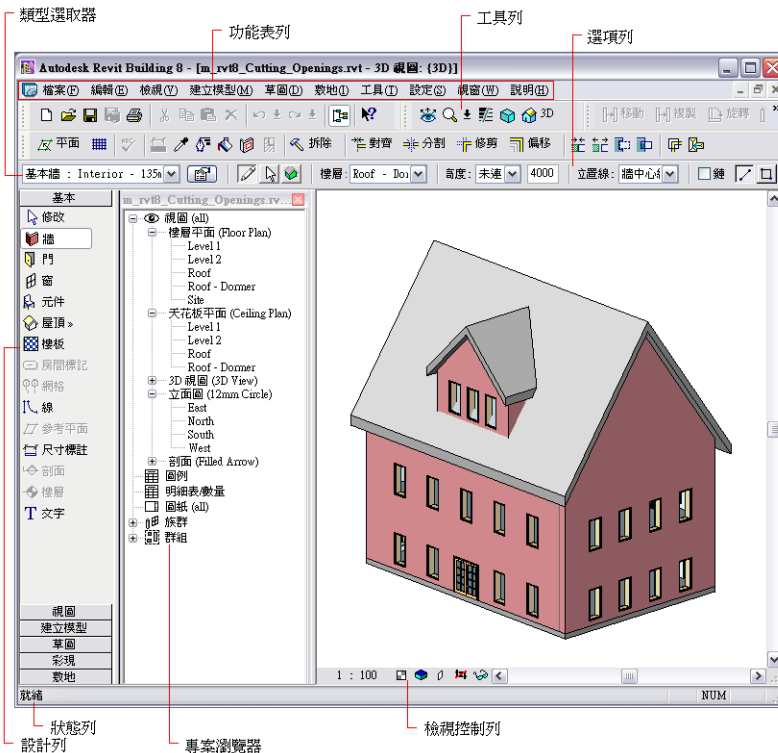 類型選取器
功能表列
工具列
選項列
Autodesk Revit Building 8 - [m_rvt8_Cutting_Openings.rvt - 3D 視圖: {3D}]
檔案(F) 編輯(E) 檢視(V) 建立模型(M) 草圖(D) 敷地(I) 工具(T) 設定(S) 視窗(W) 說明(H)
3D 移動 複製 旋轉
平面 拆除 對齊 分割 修剪 偏移
基本牆 : Interior - 135m 樓層: Roof - Do 高度: 未連 4000 立置線: 牆中心 鏈
基本
修改
牆
門
窗
元件
屋頂 »
樓板
房間標記
網格
線
參考平面
尺寸標註
剖面
樓層
文字
視圖
建立模型
草圖
彩現
敷地
m_rvt8_Cutting_Openings.rv...
視圖 (all)
樓層平面 (Floor Plan)
Level 1
Level 2
Roof
Roof - Dormer
Site
天花板平面 (Ceiling Plan)
Level 1
Level 2
Roof
Roof - Dormer
3D 視圖 (3D View)
立面圖 (12mm Circle)
East
North
South
West
剖面 (Filled Arrow)
圖例
明細表/數量
圖紙 (all)
族群
群組
1 : 100
就緒
NUM
狀態列
設計列
專案瀏覽器
檢視控制列